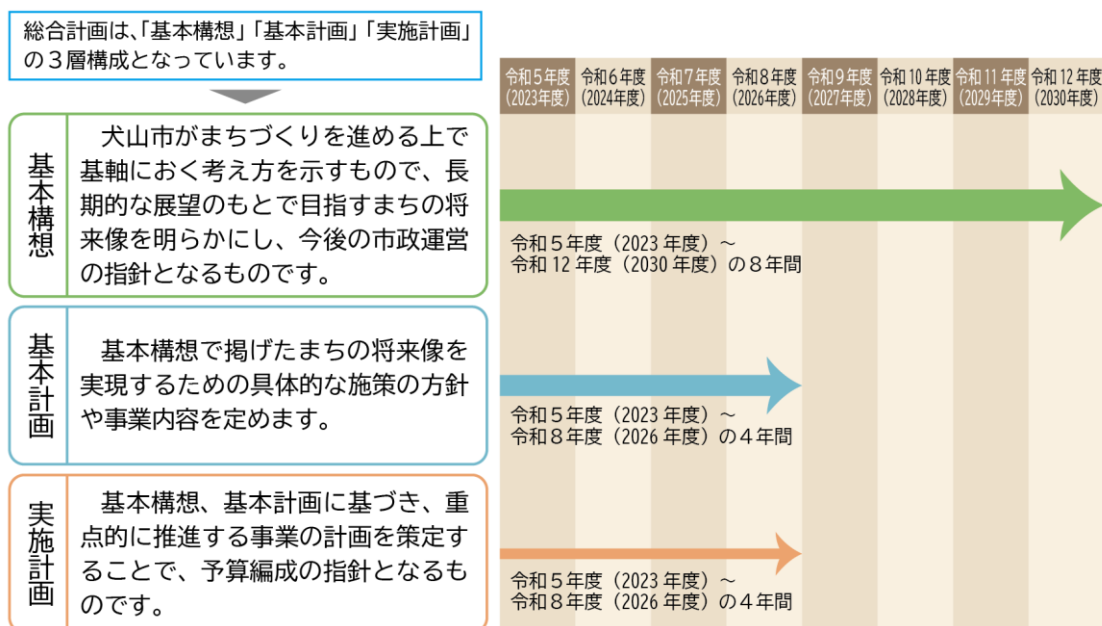 総合計画は、「基本構想」「基本計画」「実施計画」
の３層構成となっています。
令和５年度 令和６年度 令和７年度 令和８年度 令和９年度 令和10年度 令和11年度 令和12年度
(2023年度) (2024年度) (2025年度) (2026年度) (2027年度) (2028年度) (2029年度) (2030年度)
基本構想
犬山市がまちづくりを進める上で
基軸におく考え方を示すもので、長
期的な展望のもとで目指すまちの将
来像を明らかにし、今後の市政運営
の指針となるものです。
令和５年度（2023年度）～
令和12年度（2030年度）の８年間
基本計画
基本構想で掲げたまちの将来像を
実現するための具体的な施策の方針
や事業内容を定めます。
令和５年度（2023年度）～
令和８年度（2026年度）の４年間
実施計画
基本構想、基本計画に基づき、重
点的に推進する事業の計画を策定す
ることで、予算編成の指針となるも
のです。
令和５年度（2023年度）～
令和８年度（2026年度）の４年間